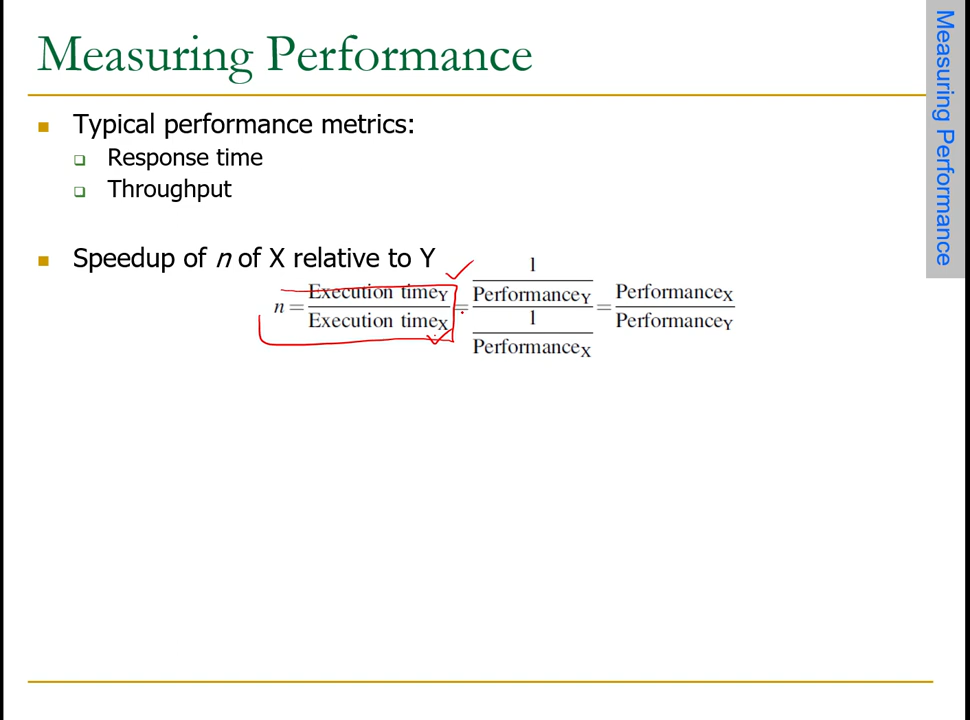 Measuring Performance
Measuring Performance
Typical performance metrics:
Response time
Throughput
Speedup of n of X relative to Y
n = Execution timeY / Execution timeX = (1 / PerformanceY) / (1 / PerformanceX) = PerformanceX / PerformanceY